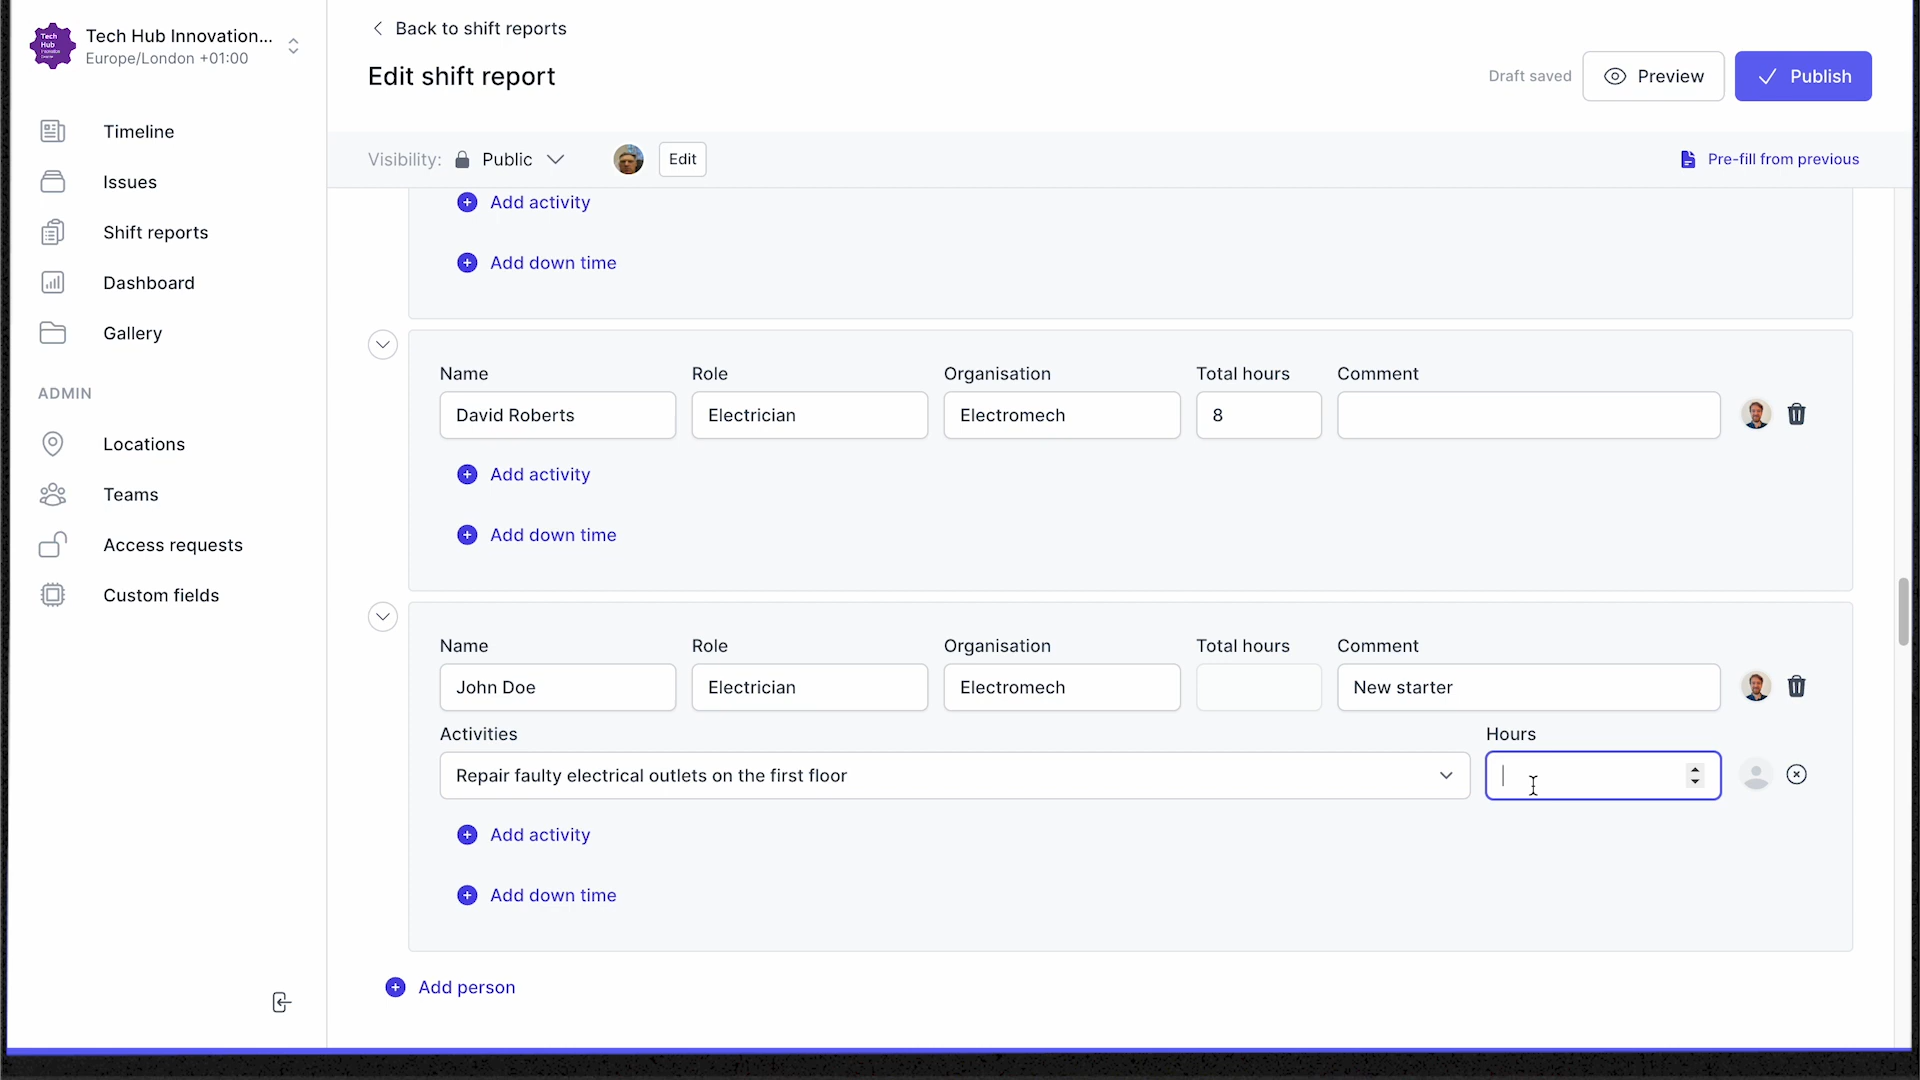 Tech Hub Innovation...
Europe/London +01:00
Timeline
Issues
Shift reports
Dashboard
Gallery
ADMIN
Locations
Teams
Access requests
Custom fields
Back to shift reports
Edit shift report
Draft saved
Preview
Publish
Visibility:
Public
Edit
Pre-fill from previous
Add activity
Add down time
Name Role Organisation Total hours Comment
David Roberts Electrician Electromech 8
Add activity
Add down time
Name Role Organisation Total hours Comment
John Doe Electrician Electromech New starter
Activities Hours
Repair faulty electrical outlets on the first floor
Add activity
Add down time
Add person